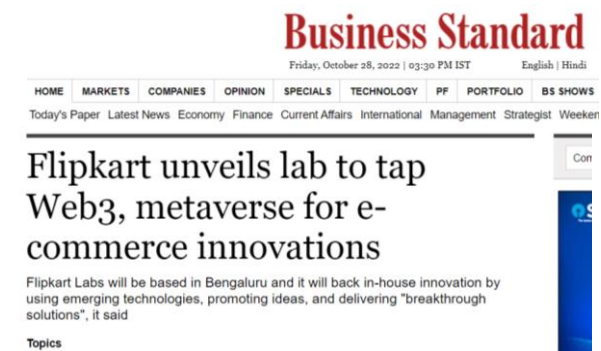 Business Standard
Friday, October 28, 2022 | 03:30 PM IST English | Hindi
HOME MARKETS COMPANIES OPINION SPECIALS TECHNOLOGY PF PORTFOLIO BS SHOWS
Today's Paper Latest News Economy Finance Current Affairs International Management Strategist
Flipkart unveils lab to tap
Web3, metaverse for e-
commerce innovations
Flipkart Labs will be based in Bengaluru and it will back in-house innovation by
using emerging technologies, promoting ideas, and delivering "breakthrough
solutions", it said
Topics